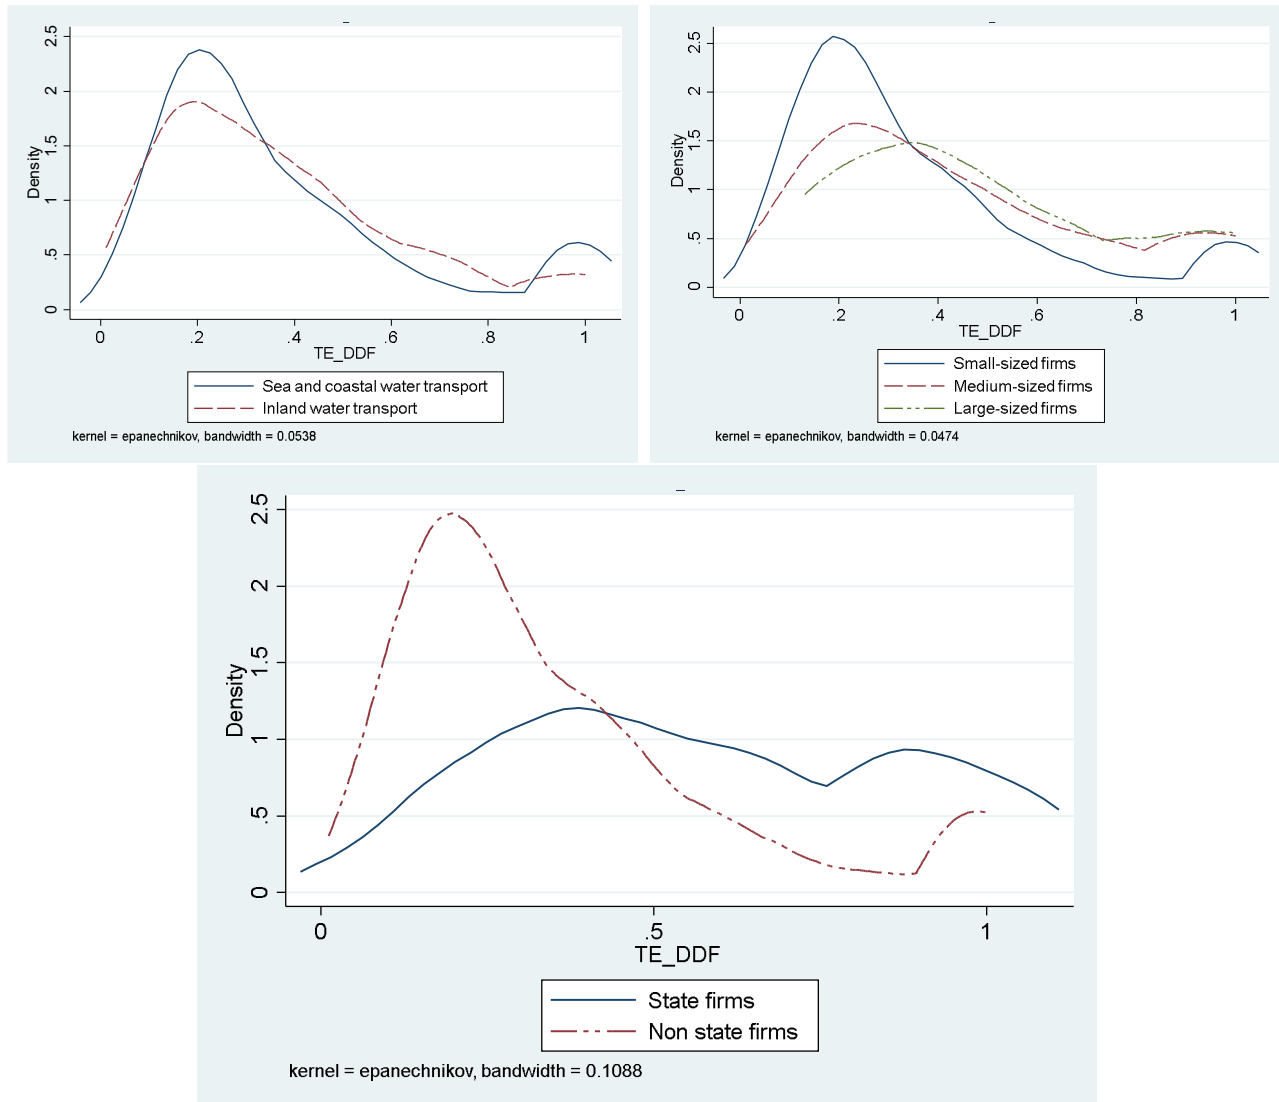 2.5
2
1.5
1
.5
0
Density
0 .2 .4 .6 .8 1
TE_DDF
Sea and coastal water transport
Inland water transport
kernel = epanechnikov, bandwidth = 0.0538
2.5
2
1.5
1
.5
0
Density
0 .2 .4 .6 .8 1
TE_DDF
Small-sized firms
Medium-sized firms
Large-sized firms
kernel = epanechnikov, bandwidth = 0.0474
2.5
2
1.5
1
.5
0
Density
0 .5 1
TE_DDF
State firms
Non state firms
kernel = epanechnikov, bandwidth = 0.1088